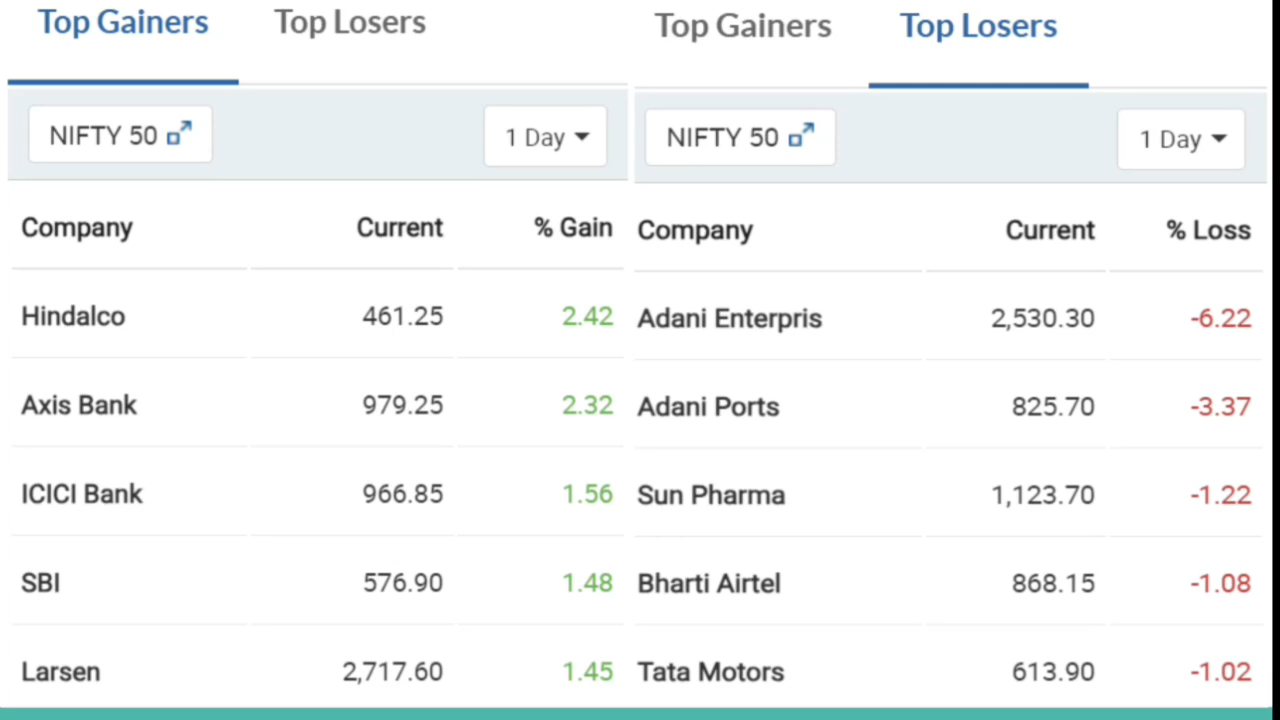 Top Gainers Top Losers
NIFTY 50 1 Day
Company Current % Gain
Hindalco 461.25 2.42
Axis Bank 979.25 2.32
ICICI Bank 966.85 1.56
SBI 576.90 1.48
Larsen 2,717.60 1.45
Top Gainers Top Losers
NIFTY 50 1 Day
Company Current % Loss
Adani Enterpris 2,530.30 -6.22
Adani Ports 825.70 -3.37
Sun Pharma 1,123.70 -1.22
Bharti Airtel 868.15 -1.08
Tata Motors 613.90 -1.02